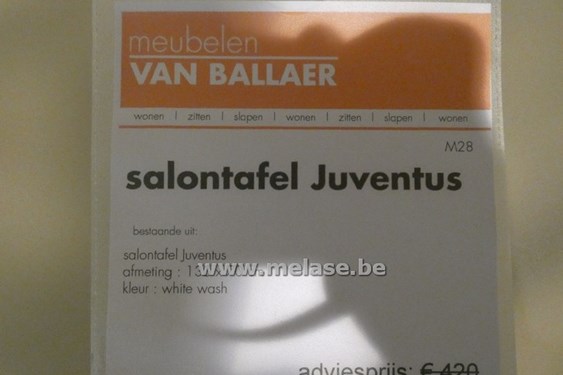 meubelen
VAN BALLAER
wonen | zitten | slapen | wonen | zitten | slapen | wonen
M28
salontafel Juventus
bestaande uit:
salontafel Juventus
afmeting :
www.melase.be
kleur : white wash
adviesprijs: € 420